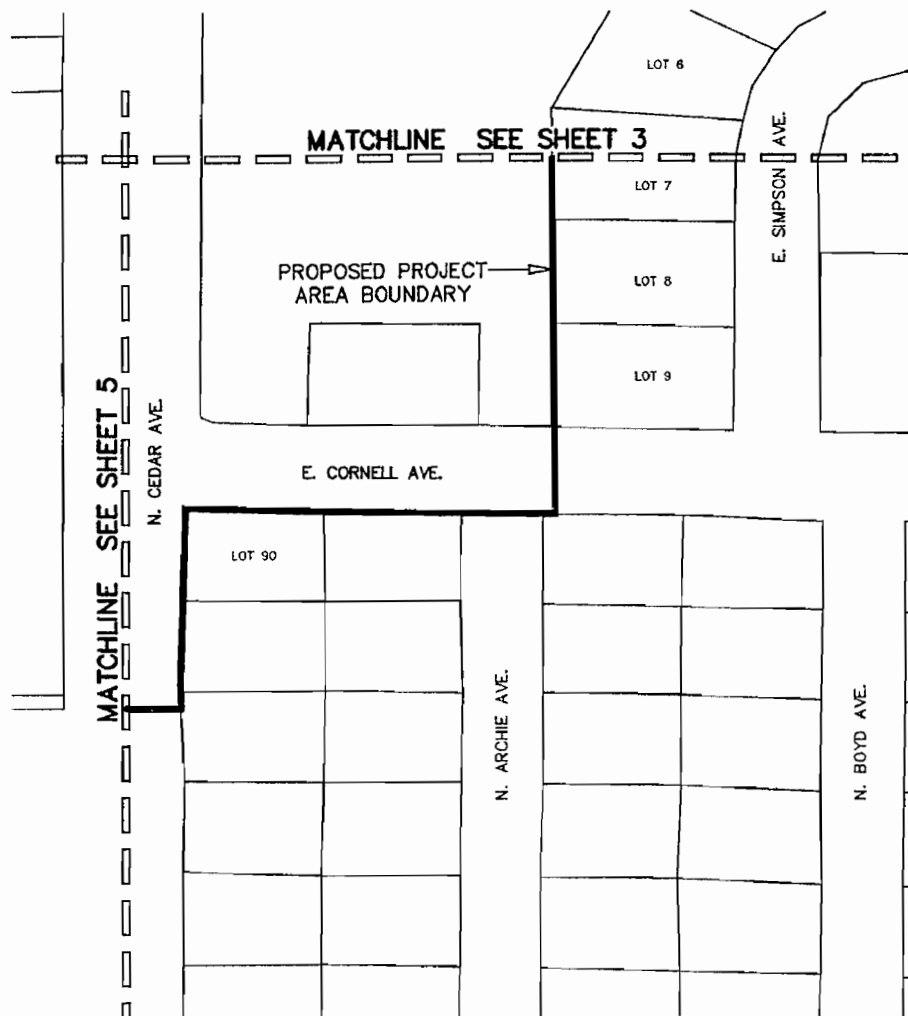 LOT 6
MATCHLINE SEE SHEET 3
LOT 7
E. SIMPSON AVE.
PROPOSED PROJECT
AREA BOUNDARY
LOT 8
LOT 9
MATCHLINE SEE SHEET 5
N. CEDAR AVE.
E. CORNELL AVE.
LOT 90
N. ARCHIE AVE.
N. BOYD AVE.